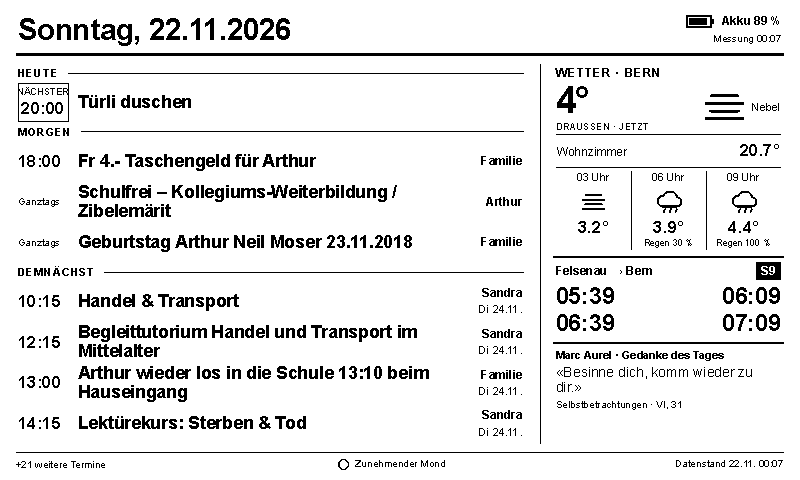 Sonntag, 22.11.2026
Akku 89 %
Messung 00:07
HEUTE
NÄCHSTER
20:00
Türli duschen
MORGEN
18:00 Fr 4.- Taschengeld für Arthur Familie
Ganztags Schulfrei – Kollegiums-Weiterbildung / Arthur
Zibelemärit
Ganztags Geburtstag Arthur Neil Moser 23.11.2018 Familie
DEMNÄCHST
10:15 Handel & Transport Sandra
Di 24.11.
12:15 Begleittutorium Handel und Transport im Sandra
Mittelalter Di 24.11.
13:00 Arthur wieder los in die Schule 13:10 beim Familie
Hauseingang Di 24.11.
14:15 Lektürekurs: Sterben & Tod Sandra
Di 24.11.
WETTER · BERN
4°
Nebel
DRAUSSEN · JETZT
Wohnzimmer 20.7°
03 Uhr 06 Uhr 09 Uhr
3.2° 3.9° 4.4°
Regen 30 % Regen 100 %
Felsenau › Bern S9
05:39 06:09
06:39 07:09
Marc Aurel · Gedanke des Tages
«Besinne dich, komm wieder zu
dir.»
Selbstbetrachtungen · VI, 31
+21 weitere Termine
Zunehmender Mond
Datenstand 22.11. 00:07